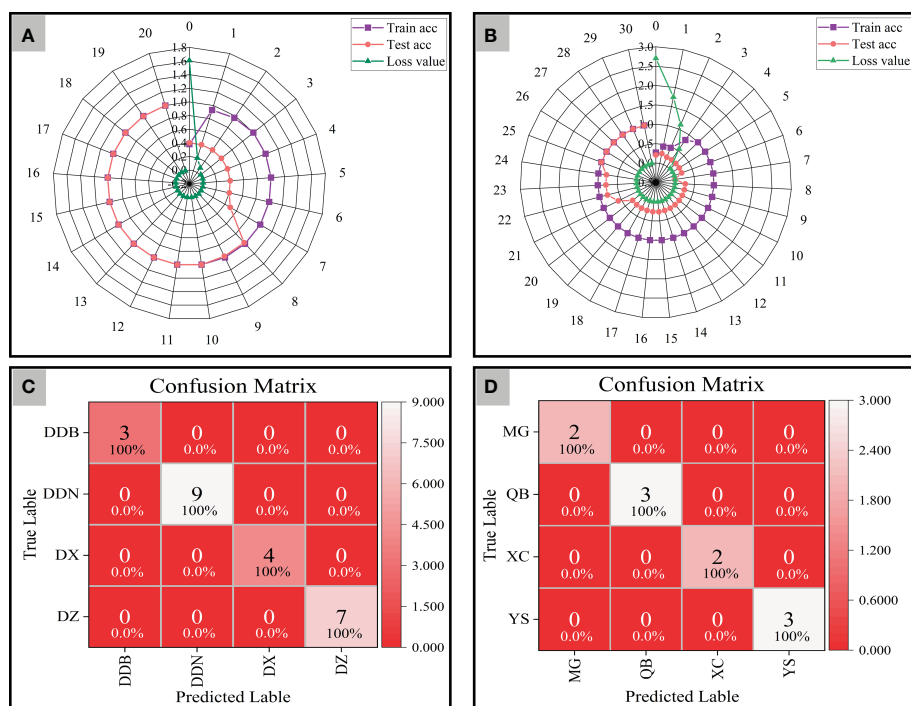 A
Train acc
Test acc
Loss value
0
1
2
3
4
5
6
7
8
9
10
11
12
13
14
15
16
17
18
19
20
1.8
1.6
1.4
1.2
1.0
0.8
0.6
0.4
0.2
B
Train acc
Test acc
Loss value
0
1
2
3
4
5
6
7
8
9
10
11
12
13
14
15
16
17
18
19
20
21
22
23
24
25
26
27
28
29
30
3.0
2.5
2.0
1.5
1.0
0.5
C
Confusion Matrix
DDB 3 0 0 0
100% 0.0% 0.0% 0.0%
DDN 0 9 0 0
0.0% 100% 0.0% 0.0%
DX 0 0 4 0
0.0% 0.0% 100% 0.0%
DZ 0 0 0 7
0.0% 0.0% 0.0% 100%
DDB DDN DX DZ
True Lable
Predicted Lable
9.000
7.500
6.000
4.500
3.000
1.500
0.000
D
Confusion Matrix
MG 2 0 0 0
100% 0.0% 0.0% 0.0%
QB 0 3 0 0
0.0% 100% 0.0% 0.0%
XC 0 0 2 0
0.0% 0.0% 100% 0.0%
YS 0 0 0 3
0.0% 0.0% 0.0% 100%
MG QB XC YS
True Lable
Predicted Lable
3.000
2.400
1.800
1.200
0.6000
0.000